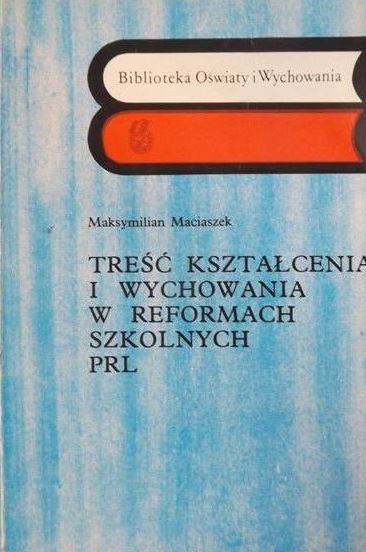 Biblioteka Oświaty i Wychowania
Maksymilian Maciaszek
TREŚĆ KSZTAŁCENIA
I WYCHOWANIA
W REFORMACH
SZKOLNYCH
PRL